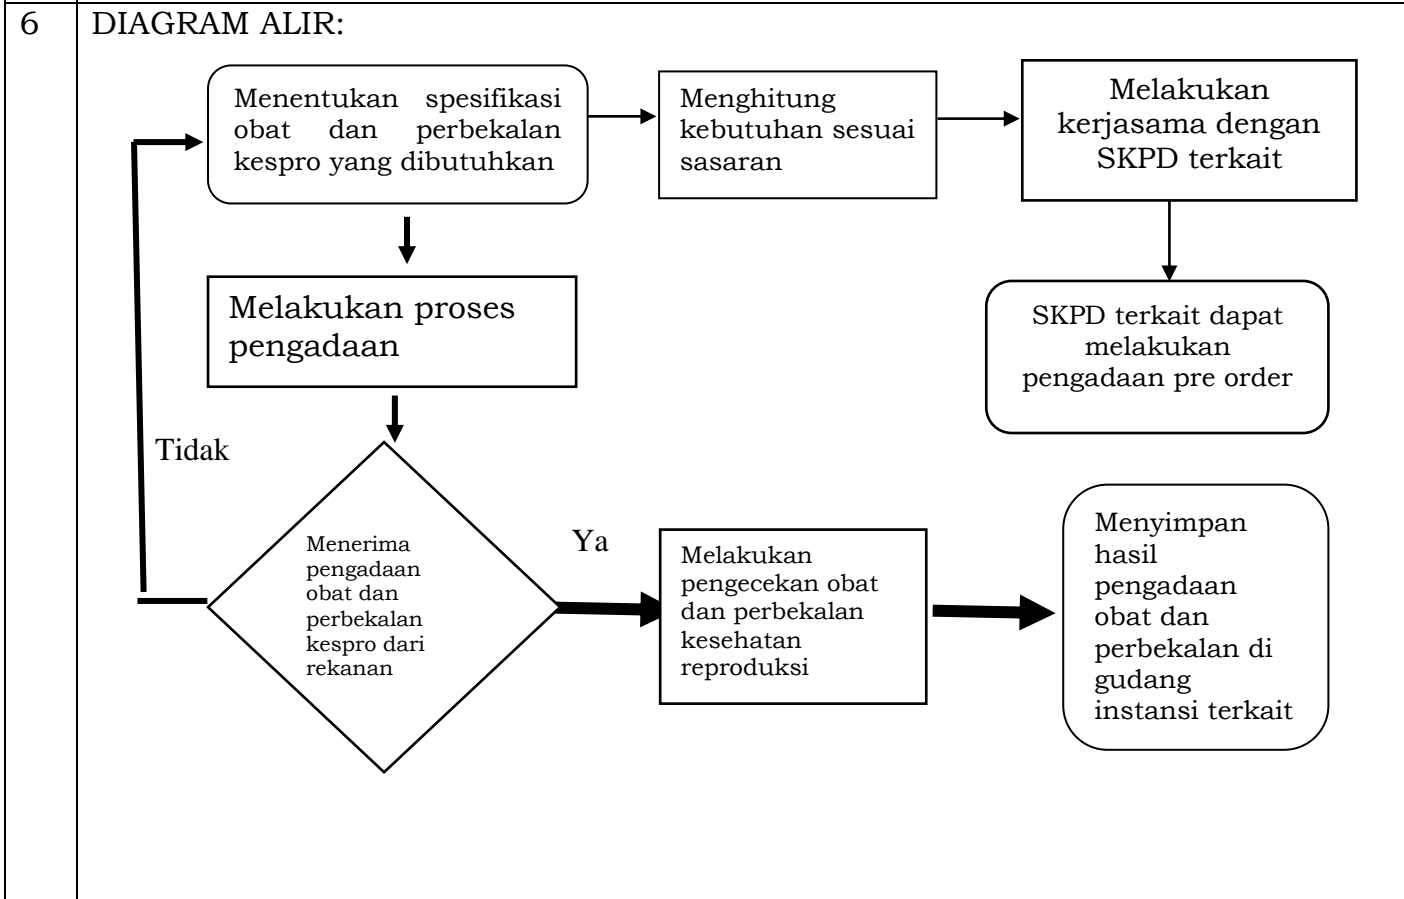 6
DIAGRAM ALIR:
Menentukan spesifikasi
obat dan perbekalan
kespro yang dibutuhkan
Menghitung
kebutuhan sesuai
sasaran
Melakukan
kerjasama dengan
SKPD terkait
Melakukan proses
pengadaan
SKPD terkait dapat
melakukan
pengadaan pre order
Tidak
Menerima
pengadaan
obat dan
perbekalan
kespro dari
rekanan
Ya
Melakukan
pengecekan obat
dan perbekalan
kesehatan
reproduksi
Menyimpan
hasil
pengadaan
obat dan
perbekalan di
gudang
instansi terkait